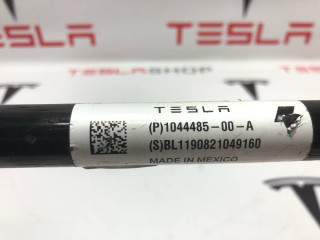 TESLA
TESLASHOP
TESLA
(P)1044485-00-A
(S)BL1190821049160
MADE IN MEXICO